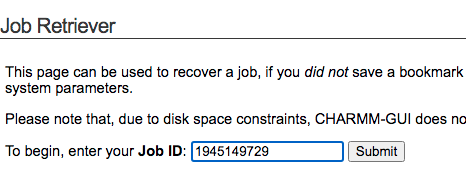 Job Retriever
This page can be used to recover a job, if you did not save a bookmark
system parameters.
Please note that, due to disk space constraints, CHARMM-GUI does no
To begin, enter your Job ID: 1945149729 Submit